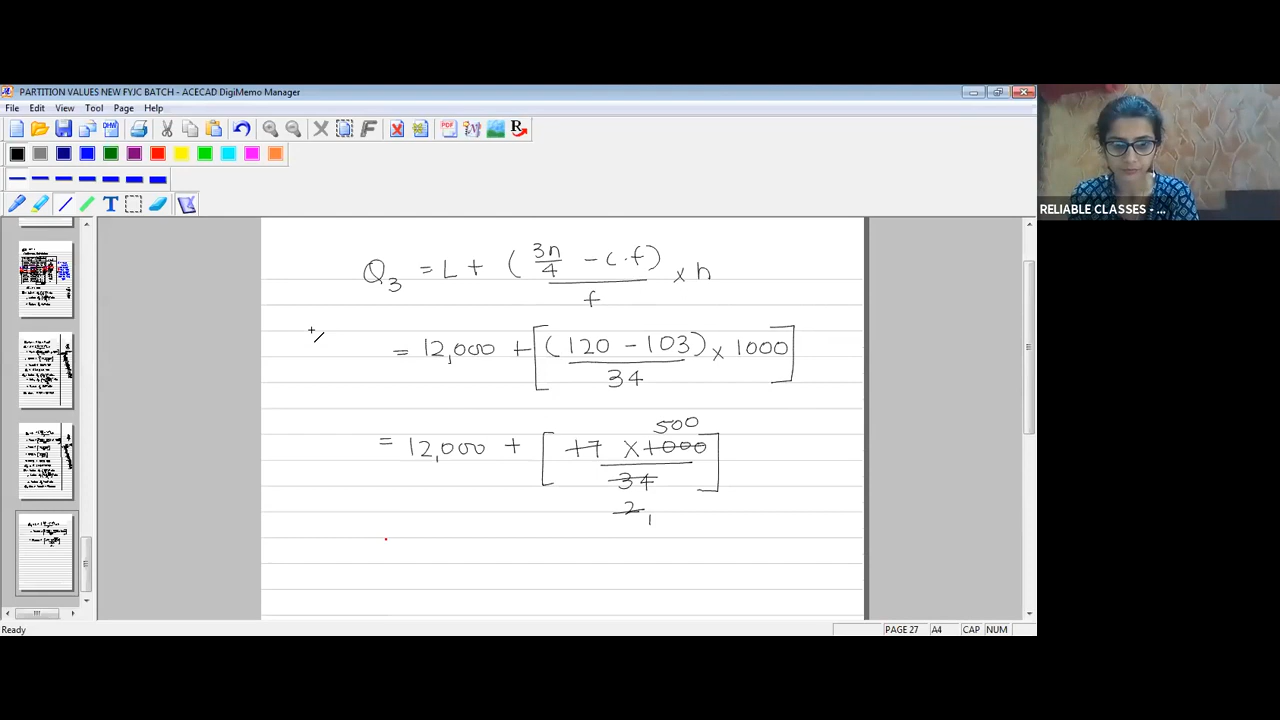 PARTITION VALUES NEW FYJC BATCH - ACECAD DigiMemo Manager
File Edit View Tool Page Help
RELIABLE CLASSES - ...
Q3 = L + (3n/4 - c.f) / f x h
= 12,000 + [(120 - 103) / 34 x 1000]
= 12,000 + [17 x 1000 / 34]
500
2 1
Ready
PAGE 27 A4 CAP NUM